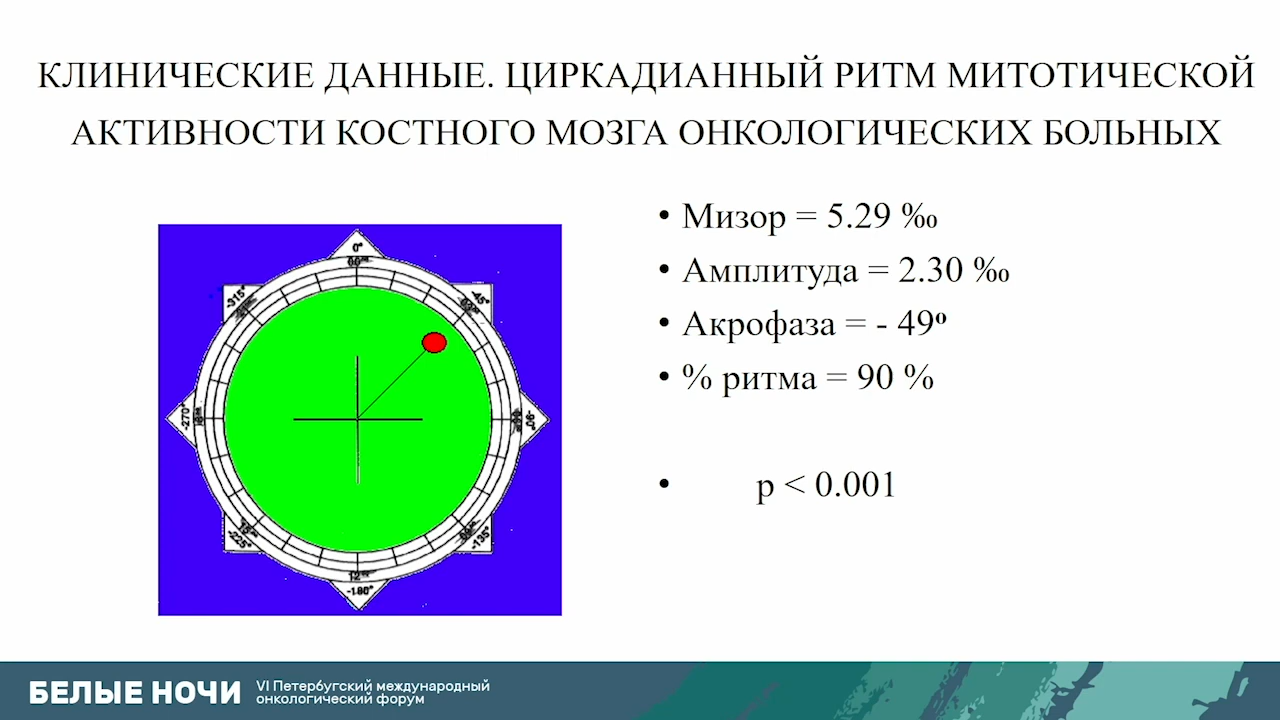 КЛИНИЧЕСКИЕ ДАННЫЕ. ЦИРКАДИАННЫЙ РИТМ МИТОТИЧЕСКОЙ
АКТИВНОСТИ КОСТНОГО МОЗГА ОНКОЛОГИЧЕСКИХ БОЛЬНЫХ
0°
-45°
-90°
-135°
-180°
-225°
-270°
-315°
• Мизор = 5.29 ‰
• Амплитуда = 2.30 ‰
• Акрофаза = - 49º
• % ритма = 90 %
• p < 0.001
БЕЛЫЕ НОЧИ
VI Петербургский международный
онкологический форум